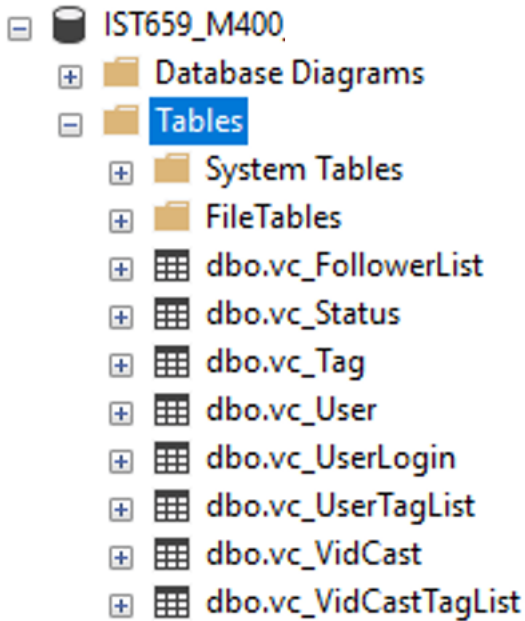 IST659_M400_
Database Diagrams
Tables
System Tables
FileTables
dbo.vc_FollowerList
dbo.vc_Status
dbo.vc_Tag
dbo.vc_User
dbo.vc_UserLogin
dbo.vc_UserTagList
dbo.vc_VidCast
dbo.vc_VidCastTagList